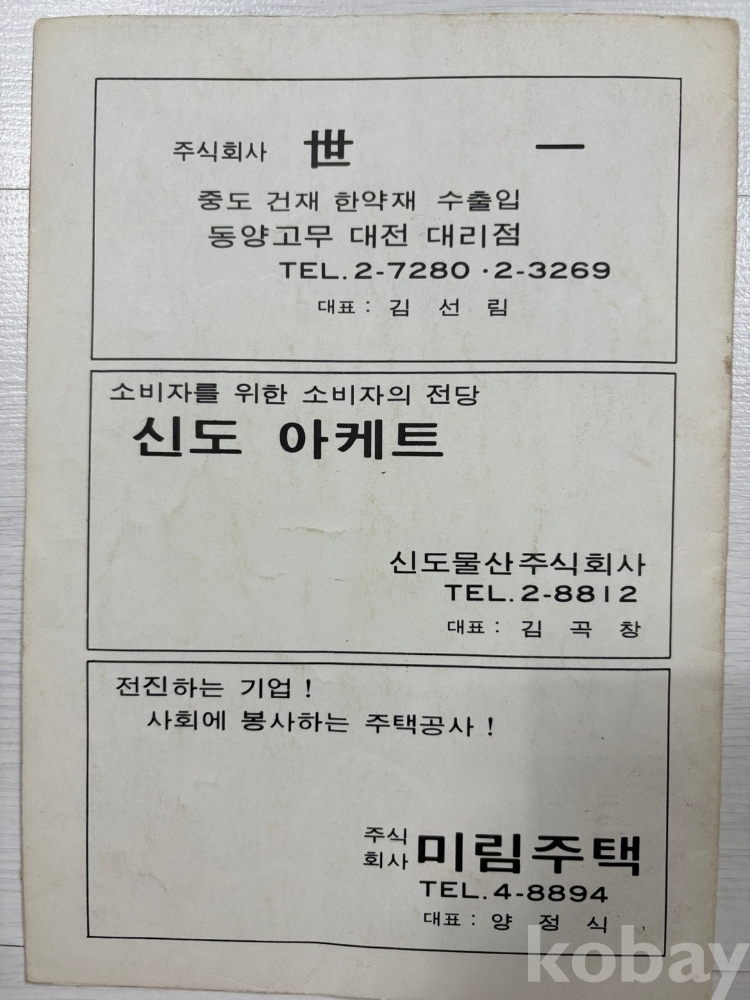 주식회사 世 一
중도 건재 한약재 수출입
동양고무 대전 대리점
TEL. 2-7280 · 2-3269
대표 : 김 선 림
소비자를 위한 소비자의 전당
신도 아케트
신도물산주식회사
TEL. 2-8812
대표 : 김 곡 창
전진하는 기업 !
사회에 봉사하는 주택공사 !
주식회사 미림주택
TEL. 4-8894
대표 : 양 정 식
kobay